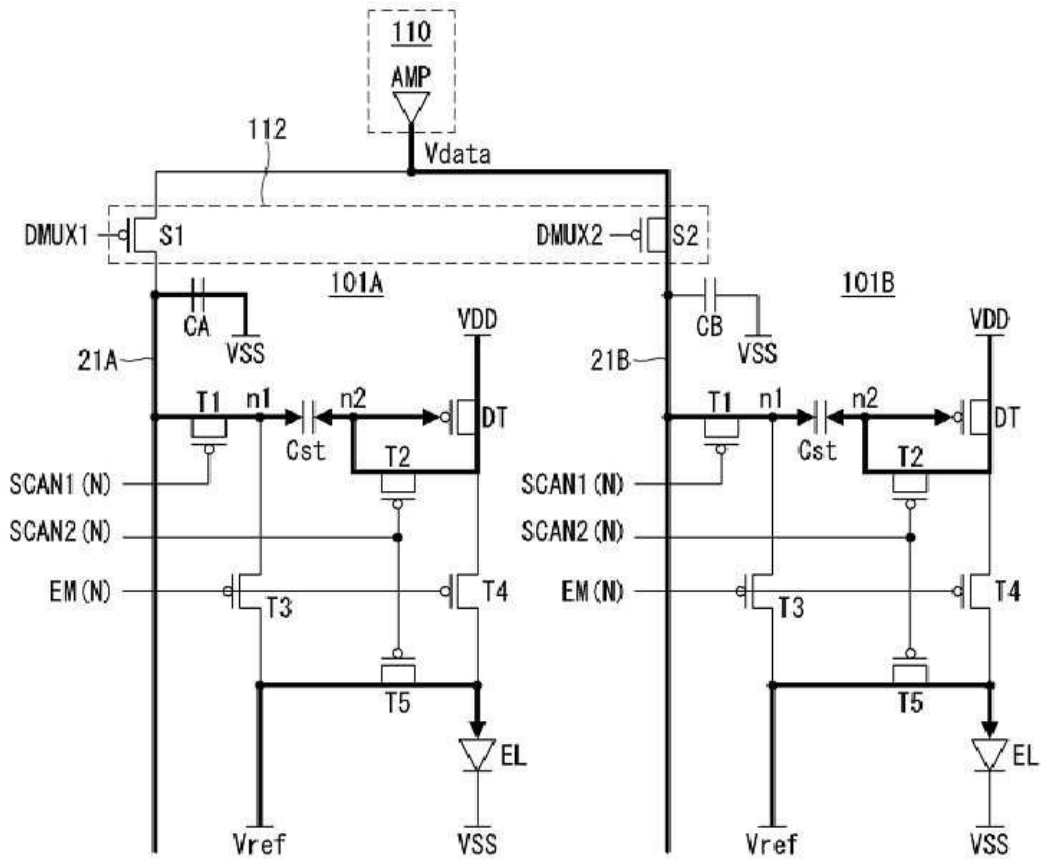 110
AMP
112
Vdata
DMUX1
S1
DMUX2
S2
101A
101B
CA
VSS
VDD
CB
VSS
VDD
21A
21B
T1
n1
n2
DT
Cst
T2
T1
n1
n2
DT
Cst
T2
SCAN1(N)
SCAN1(N)
SCAN2(N)
SCAN2(N)
EM(N)
T3
T4
EM(N)
T3
T4
T5
T5
EL
EL
Vref
VSS
Vref
VSS